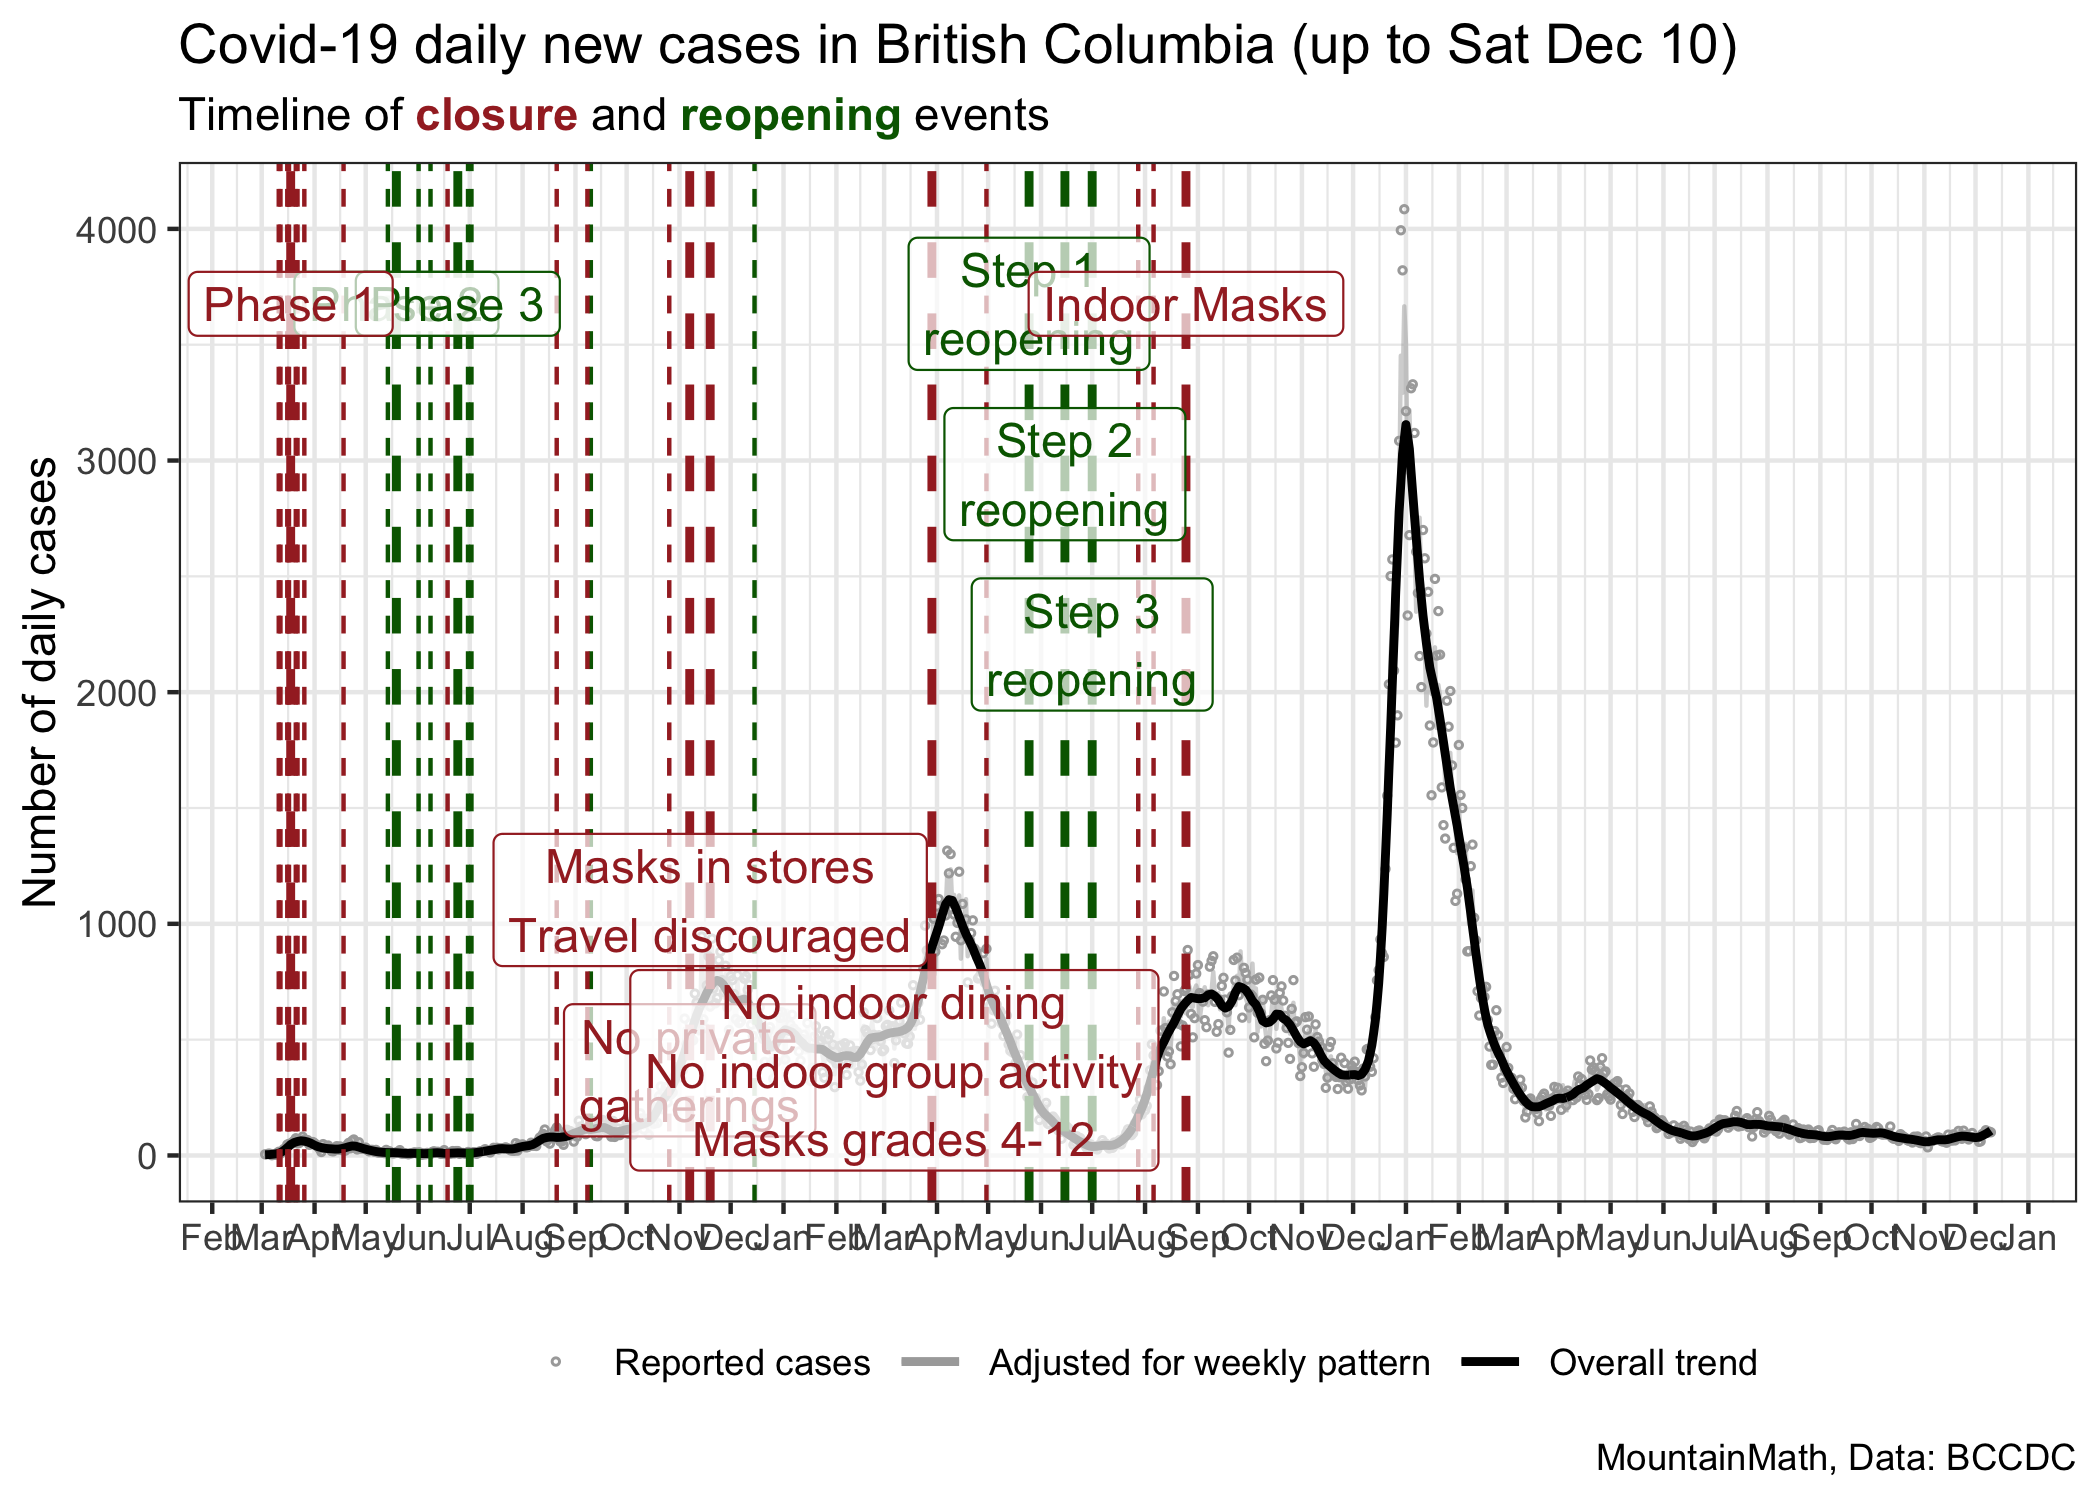 Covid-19 daily new cases in British Columbia (up to Sat Dec 10)
Timeline of closure and reopening events
Number of daily cases
4000
3000
2000
1000
0
Phase 1
Phase 2
Phase 3
Step 1
reopening
Indoor Masks
Step 2
reopening
Step 3
reopening
Masks in stores
Travel discouraged
No private
gatherings
No indoor dining
No indoor group activity
Masks grades 4-12
Feb Mar Apr May Jun Jul Aug Sep Oct Nov Dec Jan Feb Mar Apr May Jun Jul Aug Sep Oct Nov Dec Jan Feb Mar Apr May Jun Jul Aug Sep Oct Nov Dec Jan
Reported cases Adjusted for weekly pattern Overall trend
MountainMath, Data: BCCDC